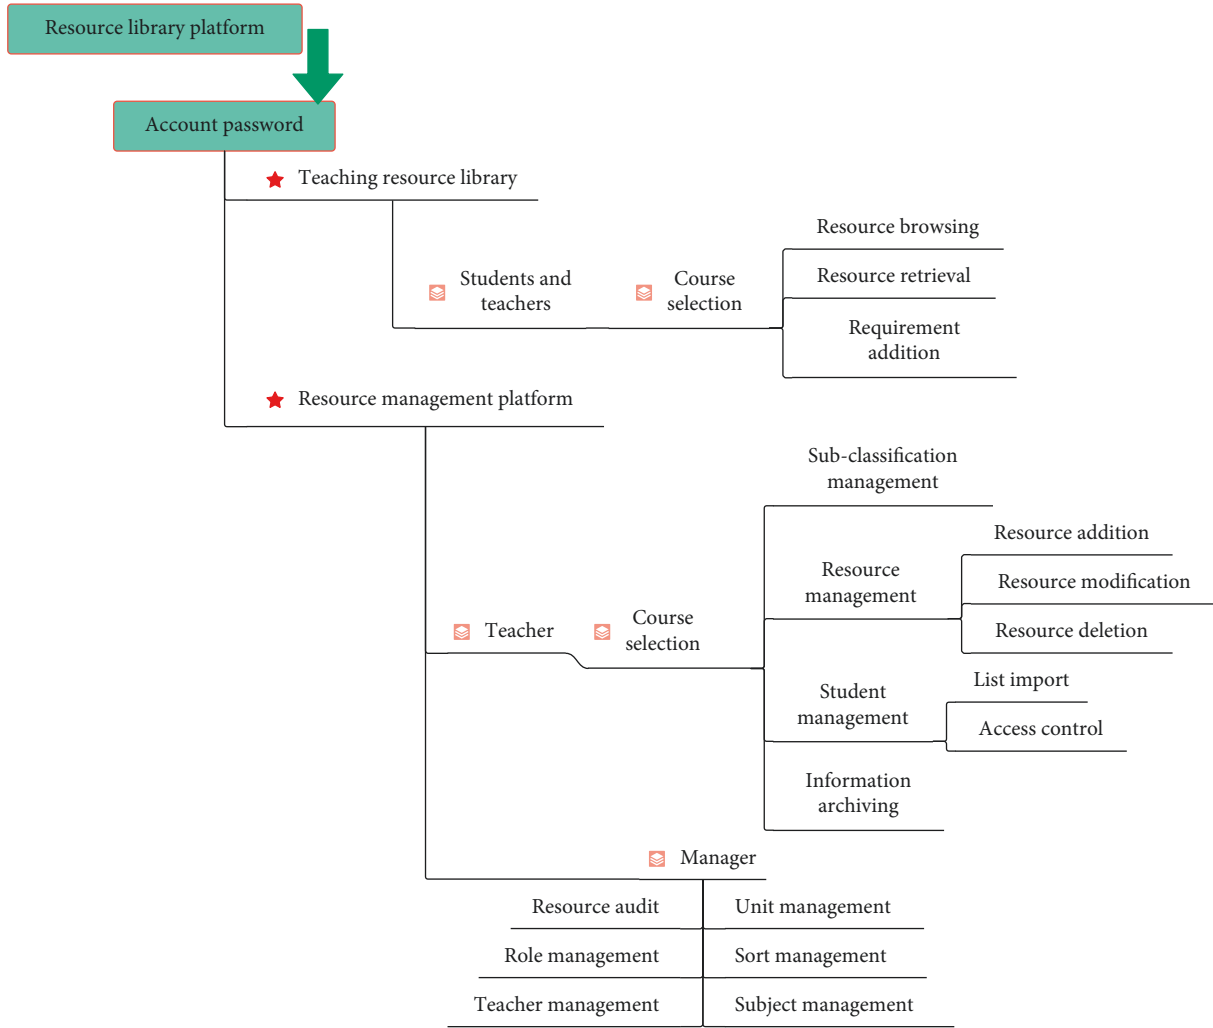 Resource library platform
Account password
Teaching resource library
Resource browsing
Students and
teachers
Course
selection
Resource retrieval
Requirement
addition
Resource management platform
Sub-classification
management
Resource addition
Resource
management
Resource modification
Teacher
Course
selection
Resource deletion
Student
management
List import
Access control
Information
archiving
Manager
Resource audit
Unit management
Role management
Sort management
Teacher management
Subject management